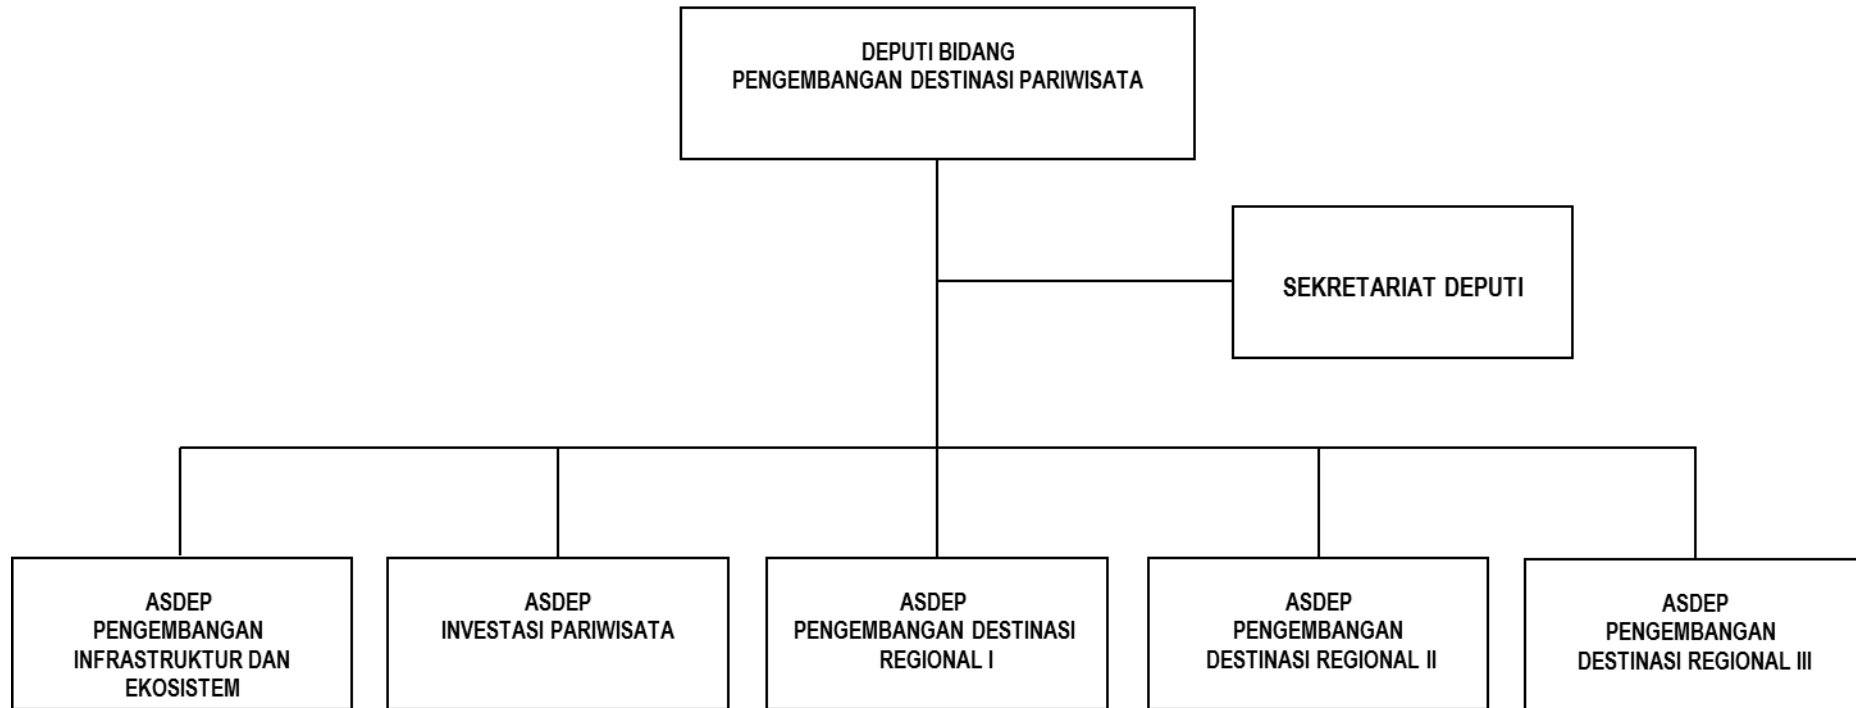 DEPUTI BIDANG
PENGEMBANGAN DESTINASI PARIWISATA
SEKRETARIAT DEPUTI
ASDEP
PENGEMBANGAN
INFRASTRUKTUR DAN
EKOSISTEM
ASDEP
INVESTASI PARIWISATA
ASDEP
PENGEMBANGAN DESTINASI
REGIONAL I
ASDEP
PENGEMBANGAN
DESTINASI REGIONAL II
ASDEP
PENGEMBANGAN
DESTINASI REGIONAL III